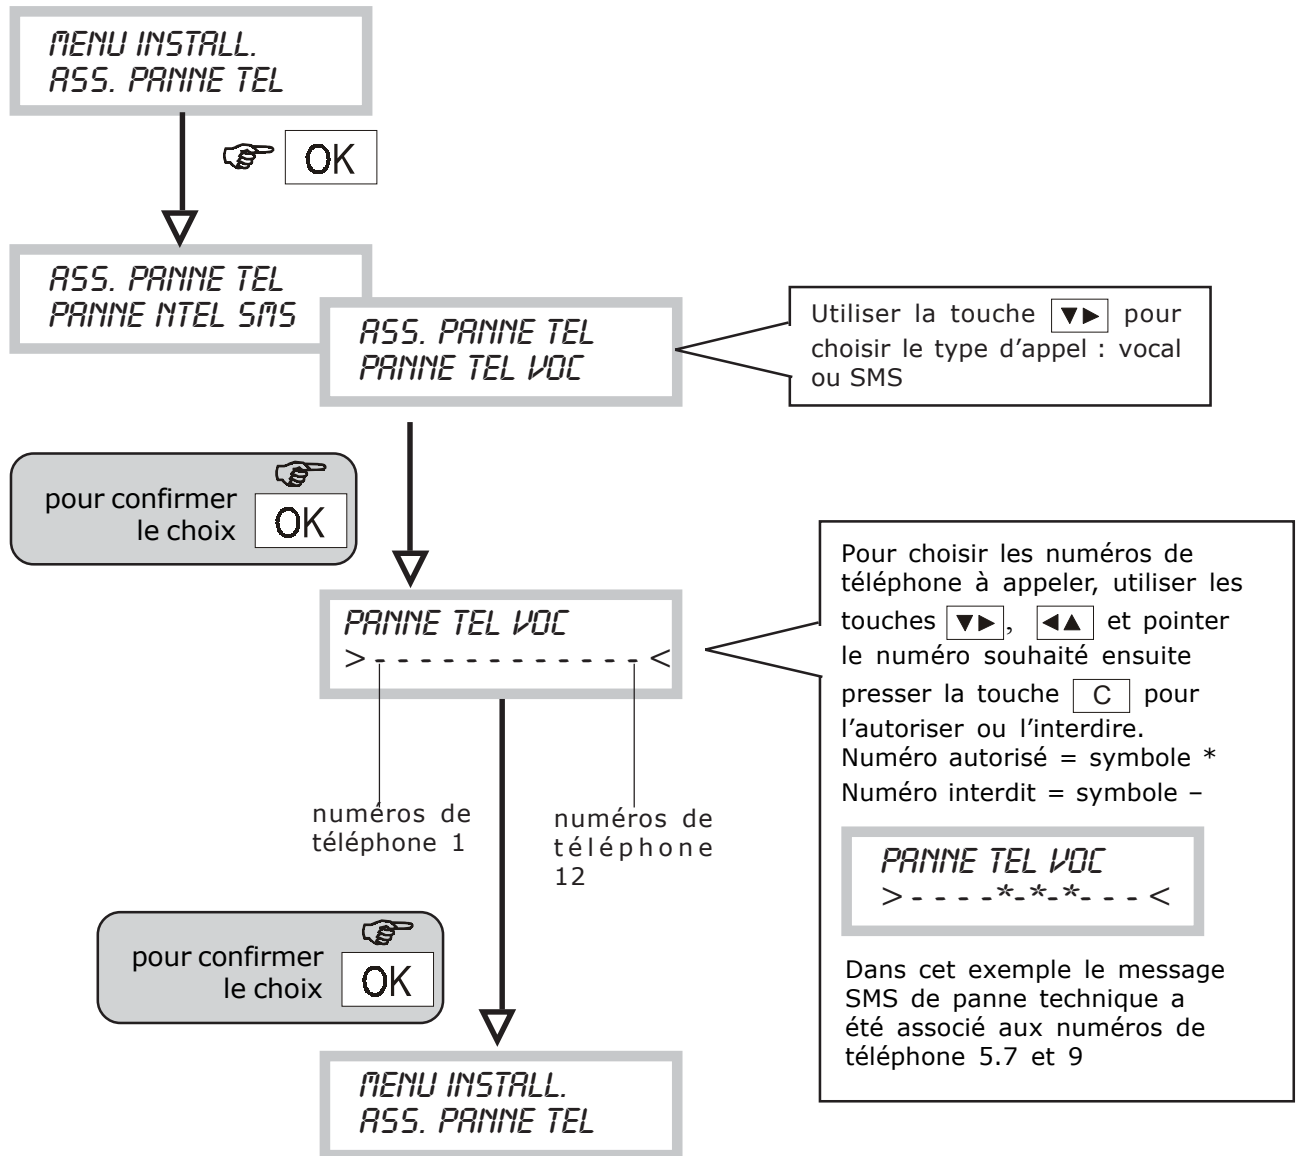 MENU INSTALL.
ASS. PANNE TEL
OK
ASS. PANNE TEL
PANNE NTEL SMS
ASS. PANNE TEL
PANNE TEL VOC
Utiliser la touche ▼▶ pour
choisir le type d'appel : vocal
ou SMS
pour confirmer
le choix
OK
PANNE TEL VOC
>- - - - - - - - - - - -<
numéros de
téléphone 1
numéros de
téléphone
12
Pour choisir les numéros de
téléphone à appeler, utiliser les
touches ▼▶, ◀▲ et pointer
le numéro souhaité ensuite
presser la touche C pour
l'autoriser ou l'interdire.
Numéro autorisé = symbole *
Numéro interdit = symbole –
PANNE TEL VOC
>- - - -*-*-*- - -<
Dans cet exemple le message
SMS de panne technique a
été associé aux numéros de
téléphone 5.7 et 9
pour confirmer
le choix
OK
MENU INSTALL.
ASS. PANNE TEL